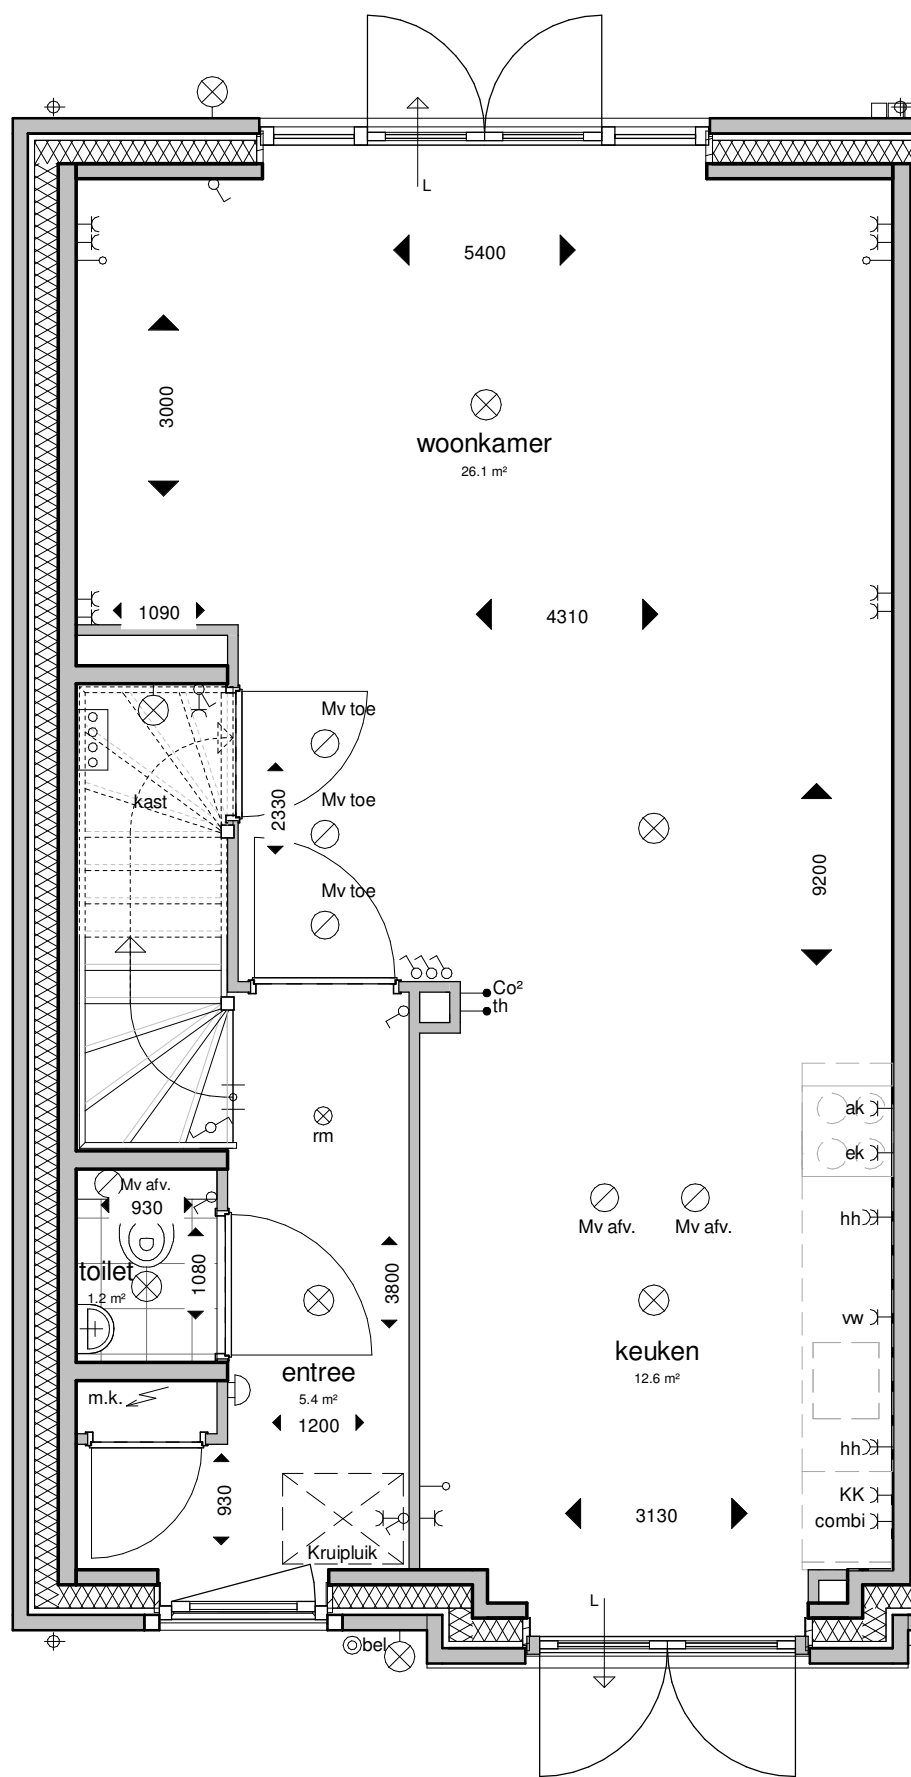 L
5400
3000
woonkamer
26.1 m²
1090
4310
Mv toe
kast
2330
Mv toe
9200
Mv toe
Co²
th
ak
rm
ek
Mv afv.
930
hh
Mv afv.
Mv afv.
toilet
1.2 m²
1080
3800
vw
keuken
12.6 m²
entree
5.4 m²
m.k.
1200
hh
930
KK
3130
combi
Kruipluik
L
bel